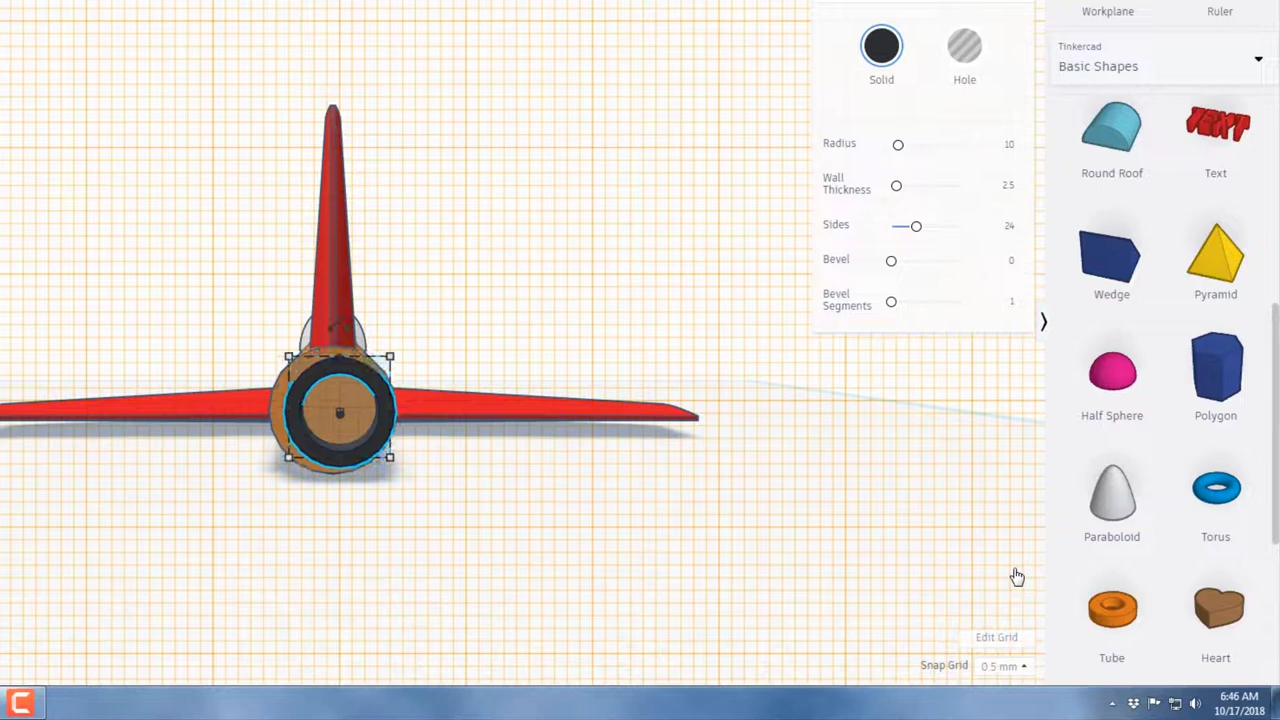 Workplane
Ruler
Tinkercad
Basic Shapes
Solid
Hole
Radius
10
Wall
Thickness
2.5
Sides
24
Bevel
0
Bevel
Segments
1
Round Roof
TEXT
Text
Wedge
Pyramid
Half Sphere
Polygon
Paraboloid
Torus
Tube
Heart
Edit Grid
Snap Grid
0.5 mm
6:46 AM
10/17/2018